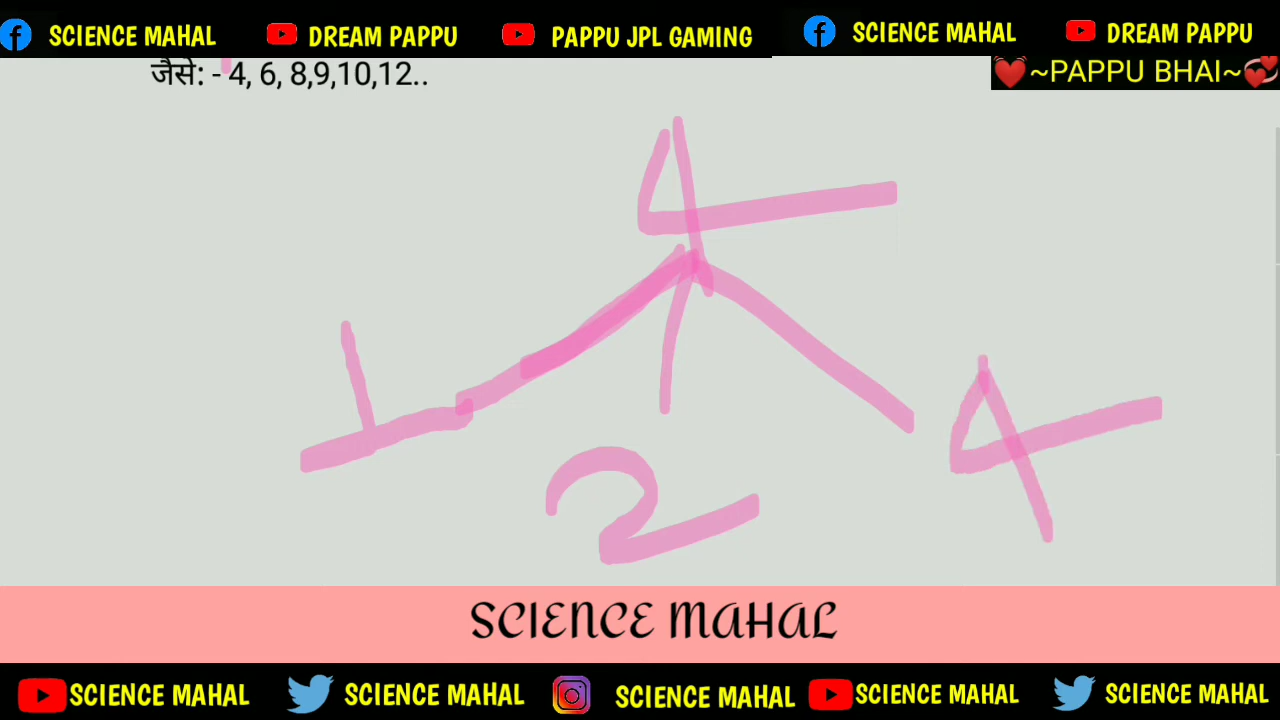 SCIENCE MAHAL DREAM PAPPU PAPPU JPL GAMING SCIENCE MAHAL DREAM PAPPU
~PAPPU BHAI~
जैसे: - 4, 6, 8,9,10,12..
4
1 2 4
SCIENCE MAHAL
SCIENCE MAHAL SCIENCE MAHAL SCIENCE MAHAL SCIENCE MAHAL SCIENCE MAHAL